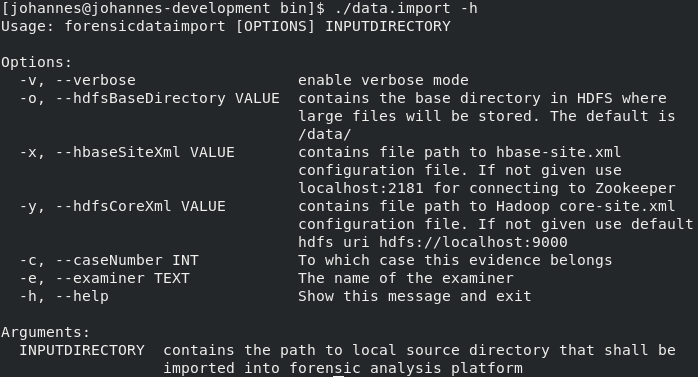 [johannes@johannes-development bin]$ ./data.import -h
Usage: forensicdataimport [OPTIONS] INPUTDIRECTORY

Options:
  -v, --verbose                  enable verbose mode
  -o, --hdfsBaseDirectory VALUE  contains the base directory in HDFS where
                                 large files will be stored. The default is
                                 /data/
  -x, --hbaseSiteXml VALUE       contains file path to hbase-site.xml
                                 configuration file. If not given use
                                 localhost:2181 for connecting to Zookeeper
  -y, --hdfsCoreXml VALUE        contains file path to Hadoop core-site.xml
                                 configuration file. If not given use default
                                 hdfs uri hdfs://localhost:9000
  -c, --caseNumber INT           To which case this evidence belongs
  -e, --examiner TEXT            The name of the examiner
  -h, --help                     Show this message and exit

Arguments:
  INPUTDIRECTORY  contains the path to local source directory that shall be
                  imported into forensic analysis platform